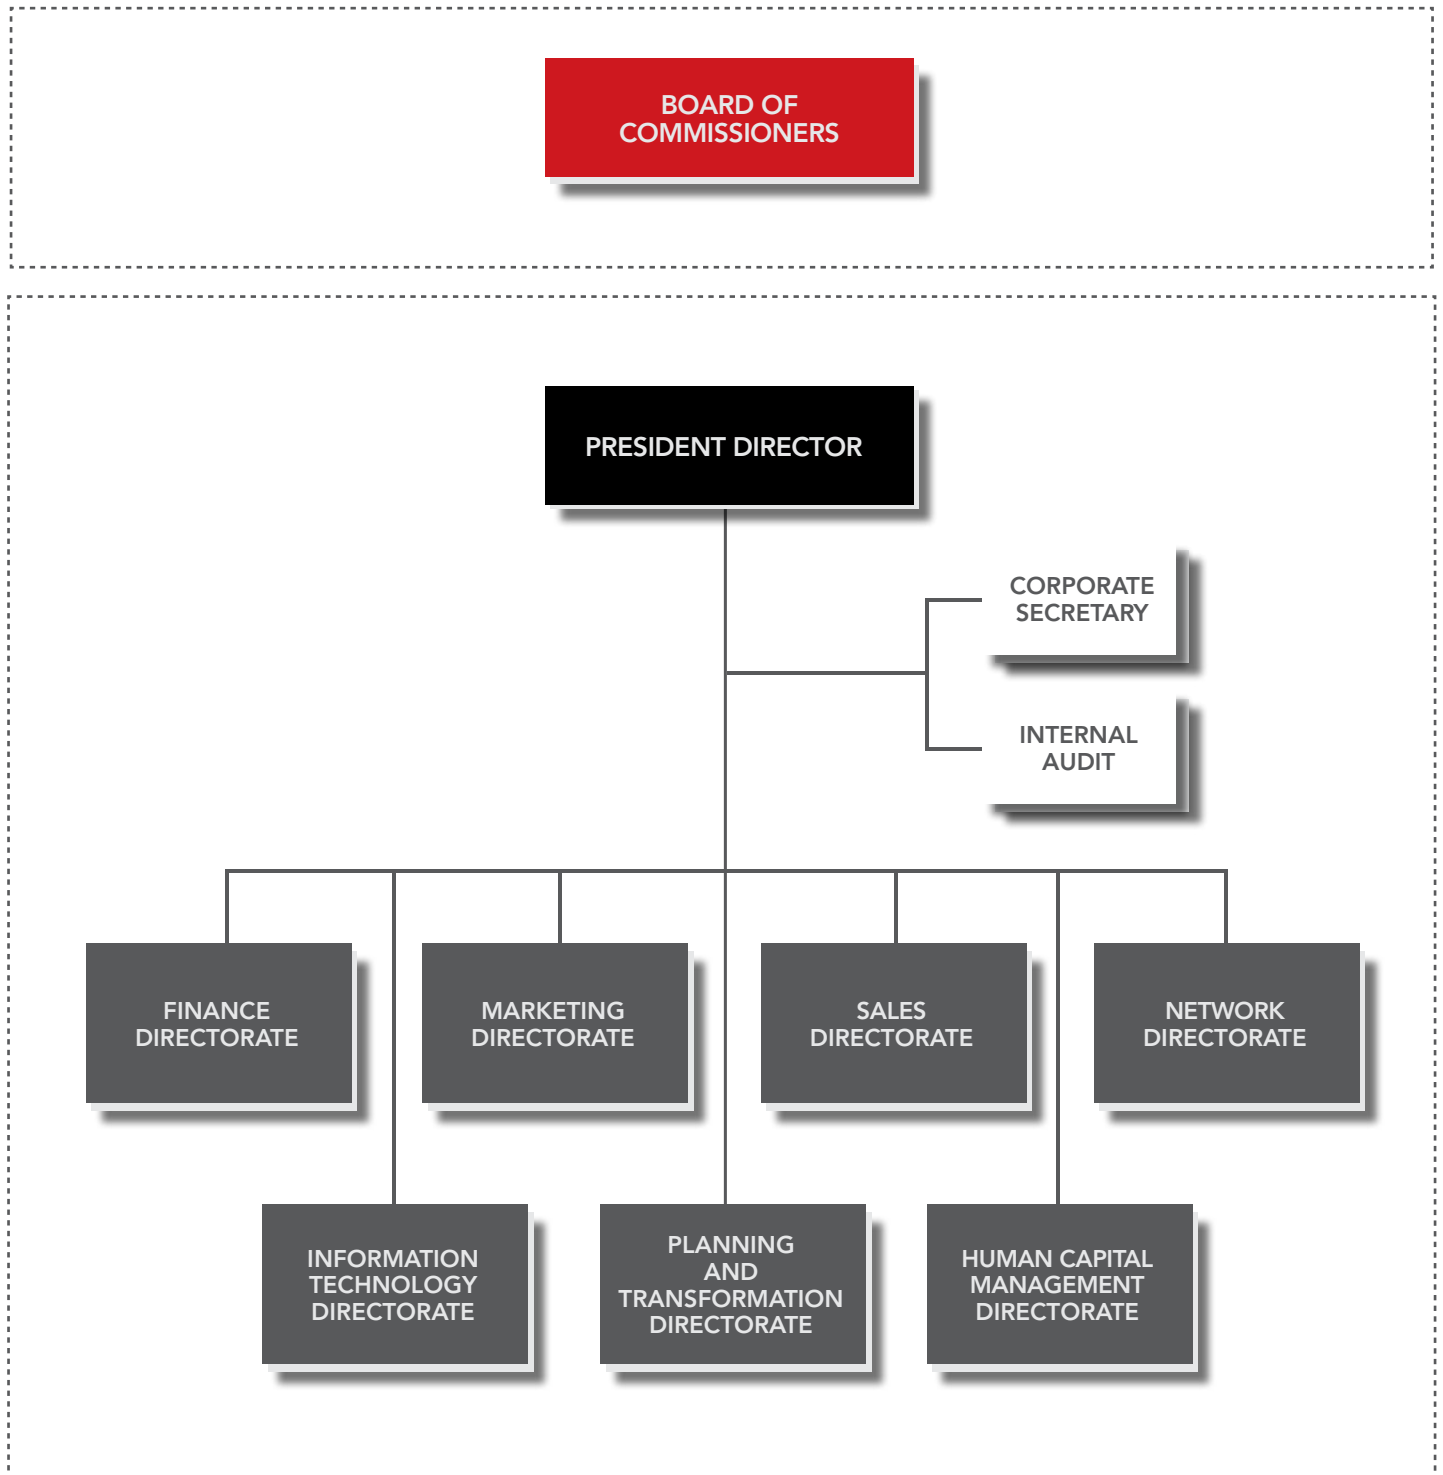 BOARD OF
COMMISSIONERS
PRESIDENT DIRECTOR
CORPORATE
SECRETARY
INTERNAL
AUDIT
FINANCE
DIRECTORATE
MARKETING
DIRECTORATE
SALES
DIRECTORATE
NETWORK
DIRECTORATE
INFORMATION
TECHNOLOGY
DIRECTORATE
PLANNING
AND
TRANSFORMATION
DIRECTORATE
HUMAN CAPITAL
MANAGEMENT
DIRECTORATE